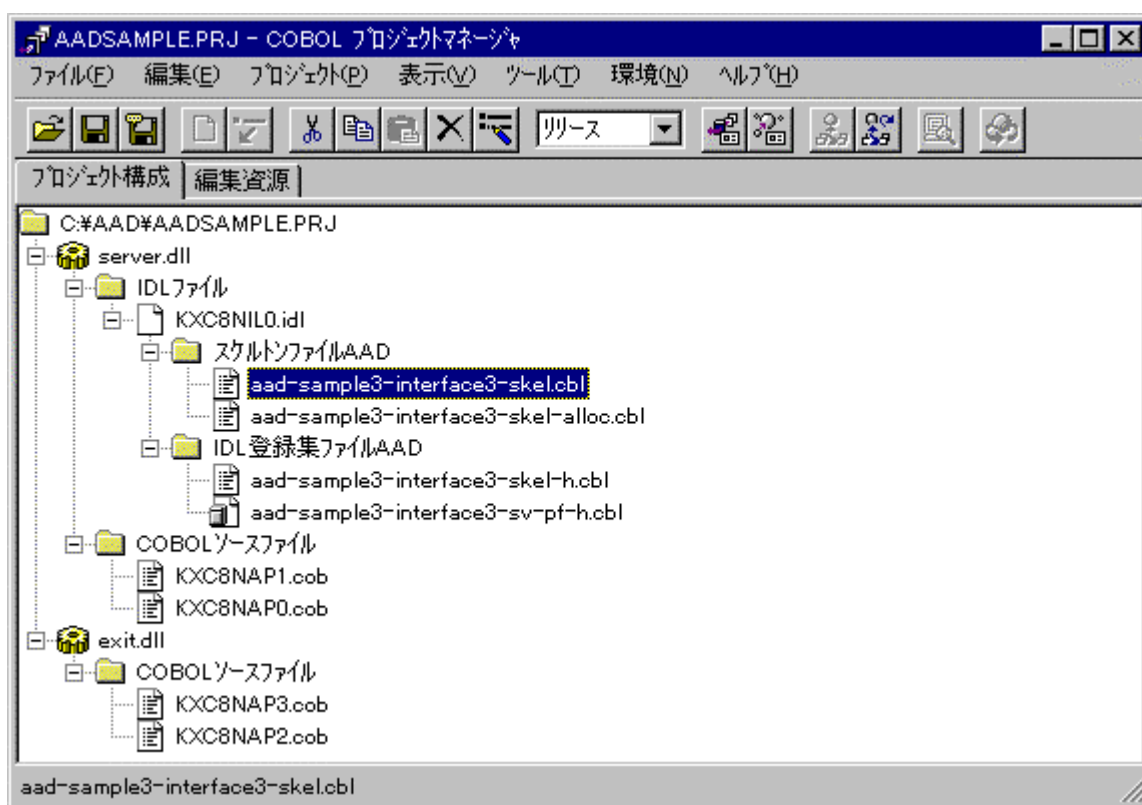 AADSAMPLE.PRJ - COBOL プロジェクトマネージャ
ファイル(F) 編集(E) プロジェクト(P) 表示(V) ツール(T) 環境(N) ヘルプ(H)
リリース
プロジェクト構成 編集資源
C:¥AAD¥AADSAMPLE.PRJ
server.dll
IDLファイル
KXC8NIL0.idl
スケルトンファイルAAD
aad-sample3-interface3-skel.cbl
aad-sample3-interface3-skel-alloc.cbl
IDL登録集ファイルAAD
aad-sample3-interface3-skel-h.cbl
aad-sample3-interface3-sv-pf-h.cbl
COBOLソースファイル
KXC8NAP1.cob
KXC8NAP0.cob
exit.dll
COBOLソースファイル
KXC8NAP3.cob
KXC8NAP2.cob
aad-sample3-interface3-skel.cbl